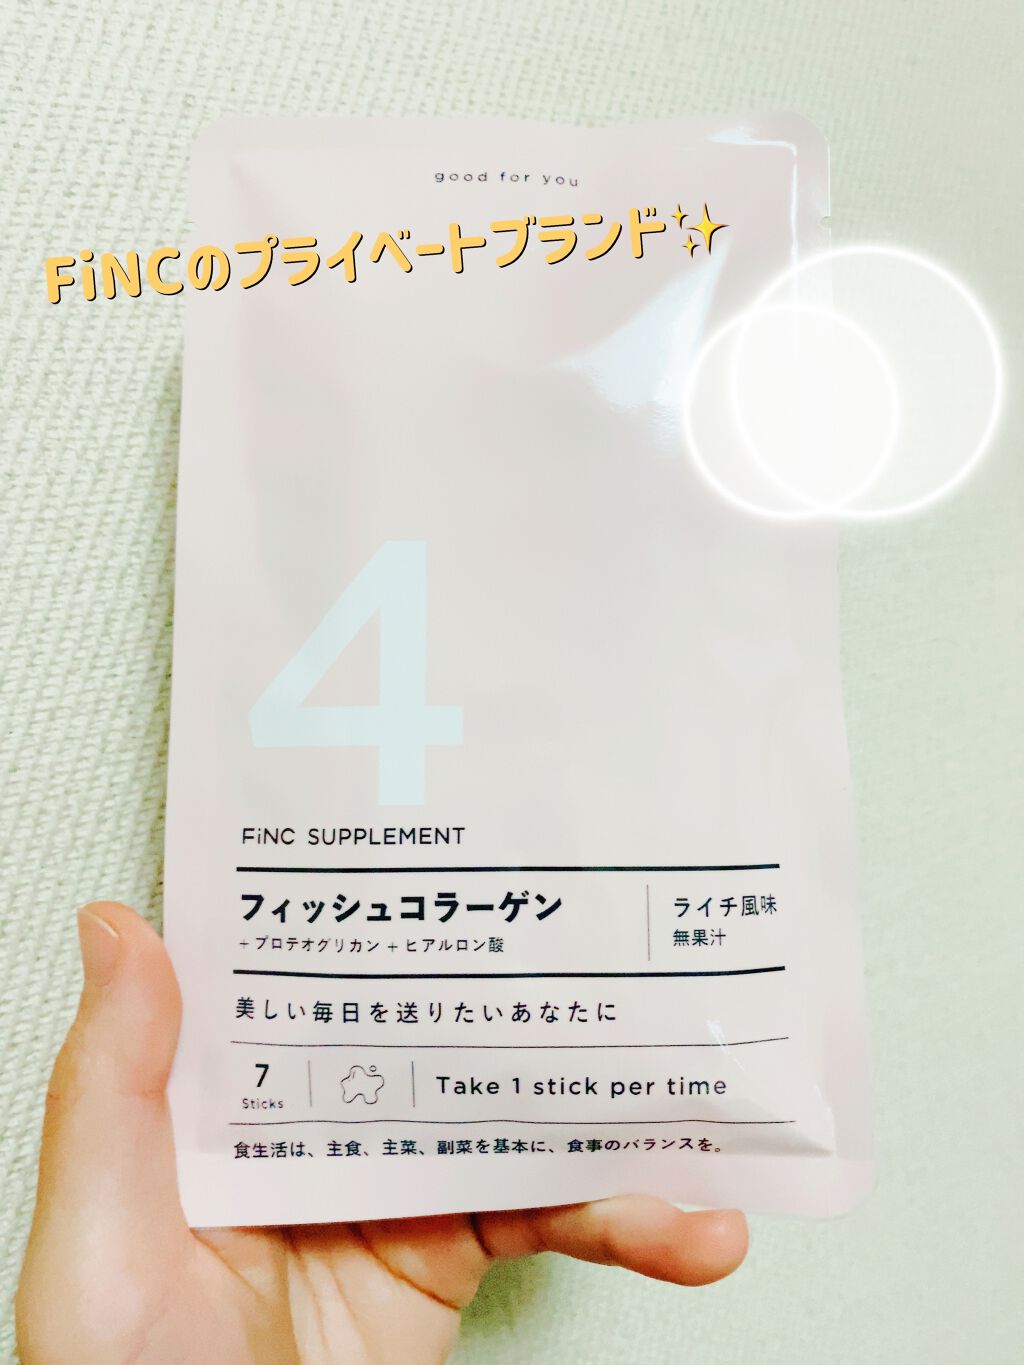 good for you
FiNCのプライベートブランド✨
4
FiNC SUPPLEMENT
フィッシュコラーゲン
+ プロテオグリカン + ヒアルロン酸
ライチ風味
無果汁
美しい毎日を送りたいあなたに
7
Sticks
Take 1 stick per time
食生活は、主食、主菜、副菜を基本に、食事のバランスを。